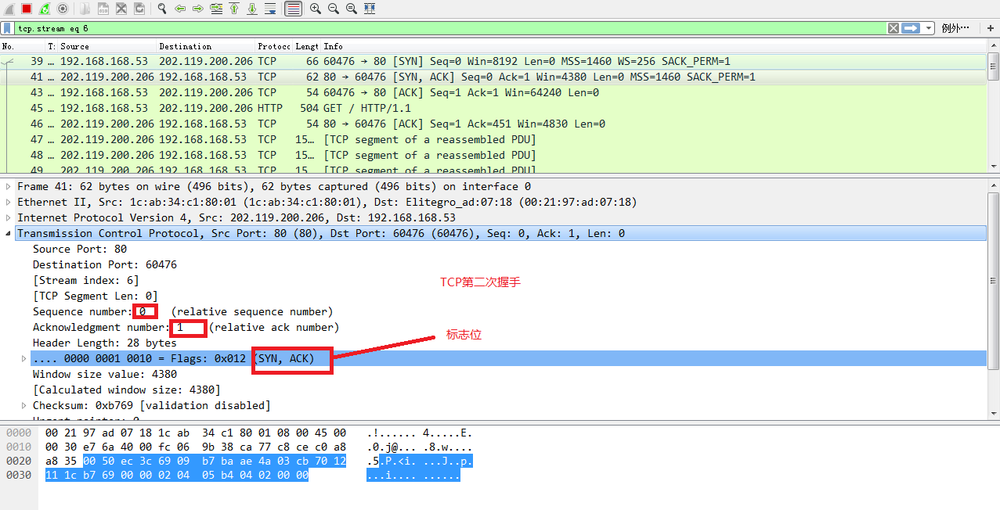 tcp.stream eq 6
例外…
+
No. T: Source Destination Protocc Lengt Info
39 … 192.168.168.53 202.119.200.206 TCP 66 60476 → 80 [SYN] Seq=0 Win=8192 Len=0 MSS=1460 WS=256 SACK_PERM=1
41 … 202.119.200.206 192.168.168.53 TCP 62 80 → 60476 [SYN, ACK] Seq=0 Ack=1 Win=4380 Len=0 MSS=1460 SACK_PERM=1
43 … 192.168.168.53 202.119.200.206 TCP 54 60476 → 80 [ACK] Seq=1 Ack=1 Win=64240 Len=0
45 … 192.168.168.53 202.119.200.206 HTTP 504 GET / HTTP/1.1
46 … 202.119.200.206 192.168.168.53 TCP 54 80 → 60476 [ACK] Seq=1 Ack=451 Win=4830 Len=0
47 … 202.119.200.206 192.168.168.53 TCP 15… [TCP segment of a reassembled PDU]
48 … 202.119.200.206 192.168.168.53 TCP 15… [TCP segment of a reassembled PDU]
49 … 202.119.200.206 192.168.168.53 TCP 15 [TCP segment of a reassembled PDU]
Frame 41: 62 bytes on wire (496 bits), 62 bytes captured (496 bits) on interface 0
Ethernet II, Src: 1c:ab:34:c1:80:01 (1c:ab:34:c1:80:01), Dst: Elitegro_ad:07:18 (00:21:97:ad:07:18)
Internet Protocol Version 4, Src: 202.119.200.206, Dst: 192.168.168.53
Transmission Control Protocol, Src Port: 80 (80), Dst Port: 60476 (60476), Seq: 0, Ack: 1, Len: 0
Source Port: 80
Destination Port: 60476
[Stream index: 6]
TCP第二次握手
[TCP Segment Len: 0]
Sequence number: 0 (relative sequence number)
Acknowledgment number: 1 (relative ack number)
标志位
Header Length: 28 bytes
.... 0000 0001 0010 = Flags: 0x012 (SYN, ACK)
Window size value: 4380
[Calculated window size: 4380]
Checksum: 0xb769 [validation disabled]
Urgent pointer: 0
0000 00 21 97 ad 07 18 1c ab 34 c1 80 01 08 00 45 00 .!...... 4.....E.
0010 00 30 e7 6a 40 00 fc 06 9b 38 ca 77 c8 ce c0 a8 .0.j@... .8.w....
0020 a8 35 00 50 ec 3c 69 09 b7 ba ae 4a 03 cb 70 12 .5.P.<i. ...J..p.
0030 11 1c b7 69 00 00 02 04 05 b4 04 02 00 00 ...i.... ......